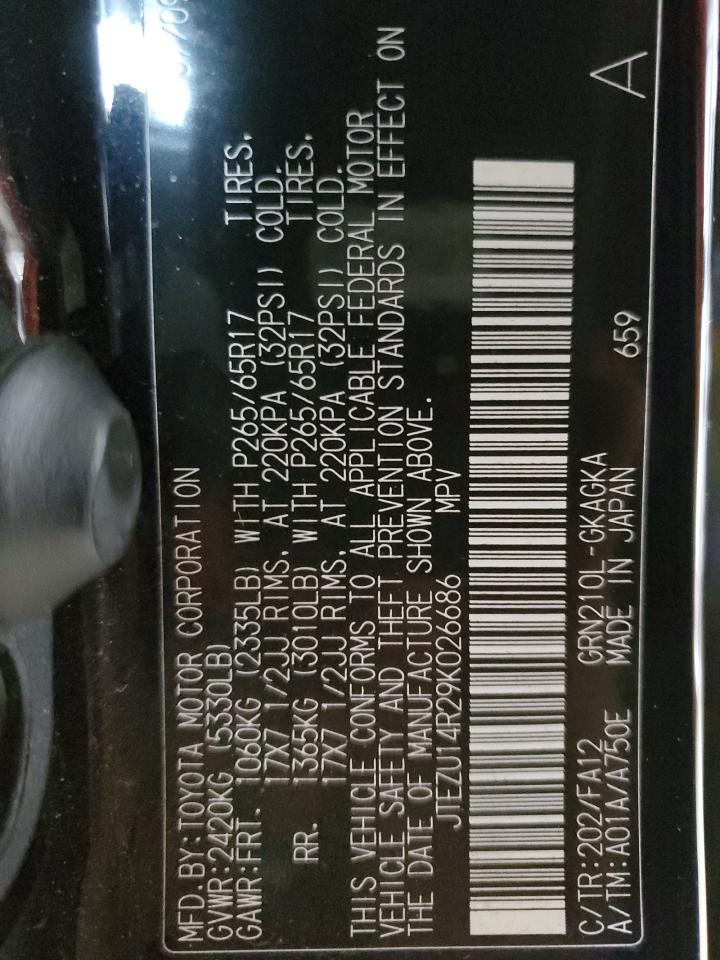 MFD.BY:TOYOTA MOTOR CORPORATION
GVWR:2420KG (5330LB)
GAWR:FRT. 1060KG (2335LB) WITH P265/65R17 TIRES,
17X7 1/2JJ RIMS, AT 220KPA (32PSI) COLD.
RR. 1365KG (3010LB) WITH P265/65R17 TIRES,
17X7 1/2JJ RIMS, AT 220KPA (32PSI) COLD.
THIS VEHICLE CONFORMS TO ALL APPLICABLE FEDERAL MOTOR
VEHICLE SAFETY AND THEFT PREVENTION STANDARDS IN EFFECT ON
THE DATE OF MANUFACTURE SHOWN ABOVE.
JTEZU14R29K026686 MPV
C/TR:202/FA12 GRN210L-GKAGKA A
A/TM:A01A/A750E MADE IN JAPAN 659